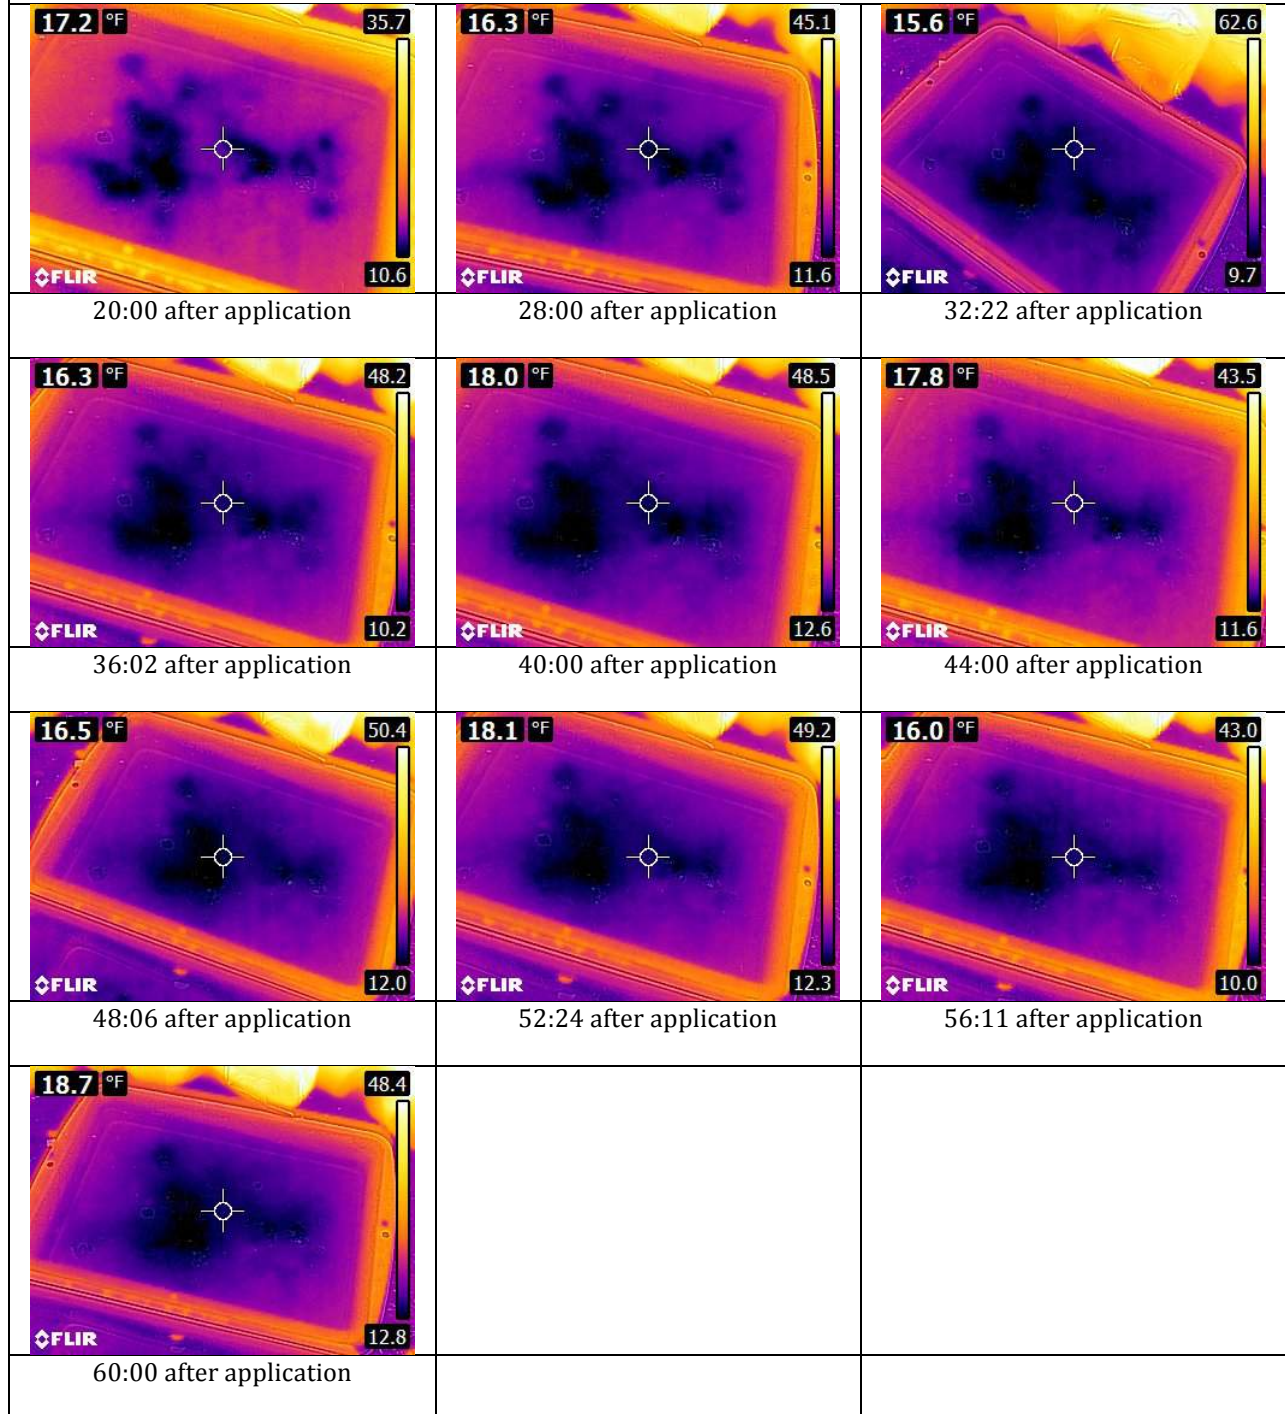 17.2 °F 35.7
FLIR 10.6
20:00 after application
16.3 °F 45.1
FLIR 11.6
28:00 after application
15.6 °F 62.6
FLIR 9.7
32:22 after application
16.3 °F 48.2
FLIR 10.2
36:02 after application
18.0 °F 48.5
FLIR 12.6
40:00 after application
17.8 °F 43.5
FLIR 11.6
44:00 after application
16.5 °F 50.4
FLIR 12.0
48:06 after application
18.1 °F 49.2
FLIR 12.3
52:24 after application
16.0 °F 43.0
FLIR 10.0
56:11 after application
18.7 °F 48.4
FLIR 12.8
60:00 after application